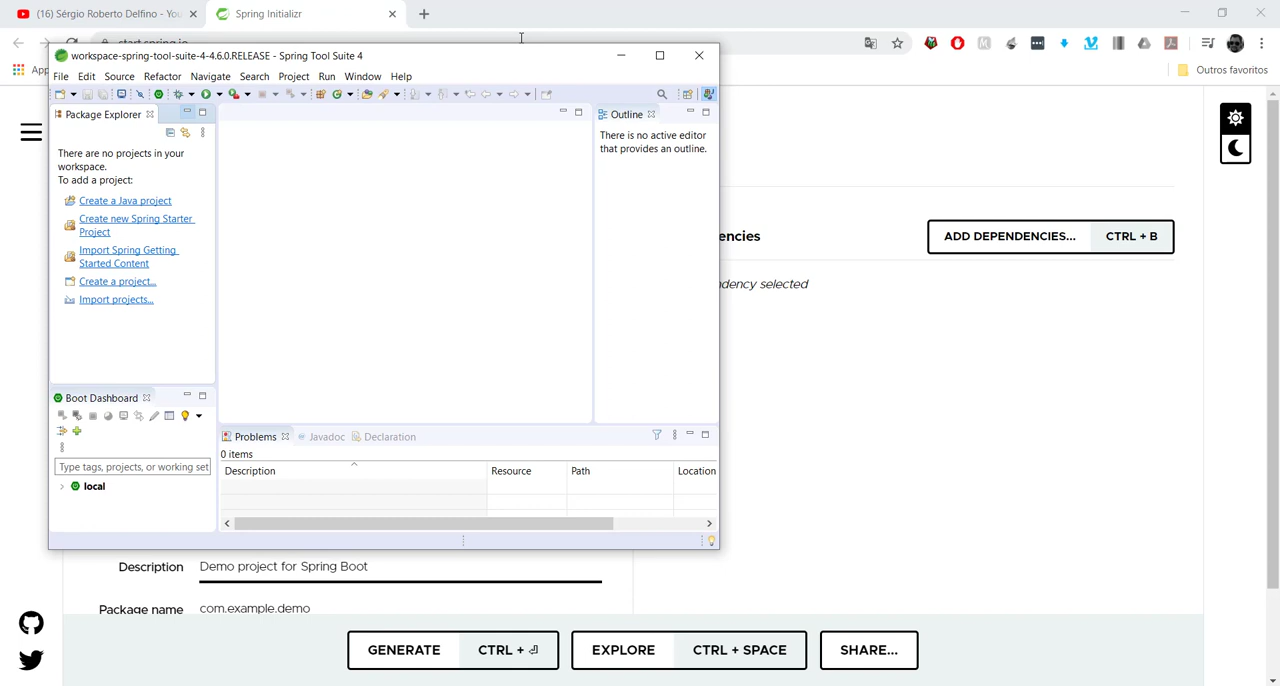 (16) Sérgio Roberto Delfino - You
Spring Initializr
start.spring.io
App
Outros favoritos
workspace-spring-tool-suite-4-4.6.0.RELEASE - Spring Tool Suite 4
File Edit Source Refactor Navigate Search Project Run Window Help
Package Explorer
There are no projects in your
workspace.
To add a project:
Create a Java project
Create new Spring Starter
Project
Import Spring Getting
Started Content
Create a project...
Import projects...
Outline
There is no active editor
that provides an outline.
Boot Dashboard
Type tags, projects, or working set
local
Problems Javadoc Declaration
0 items
Description Resource Path Location
encies
ADD DEPENDENCIES... CTRL + B
dency selected
Description Demo project for Spring Boot
Package name com.example.demo
GENERATE CTRL + ⏎
EXPLORE CTRL + SPACE
SHARE...